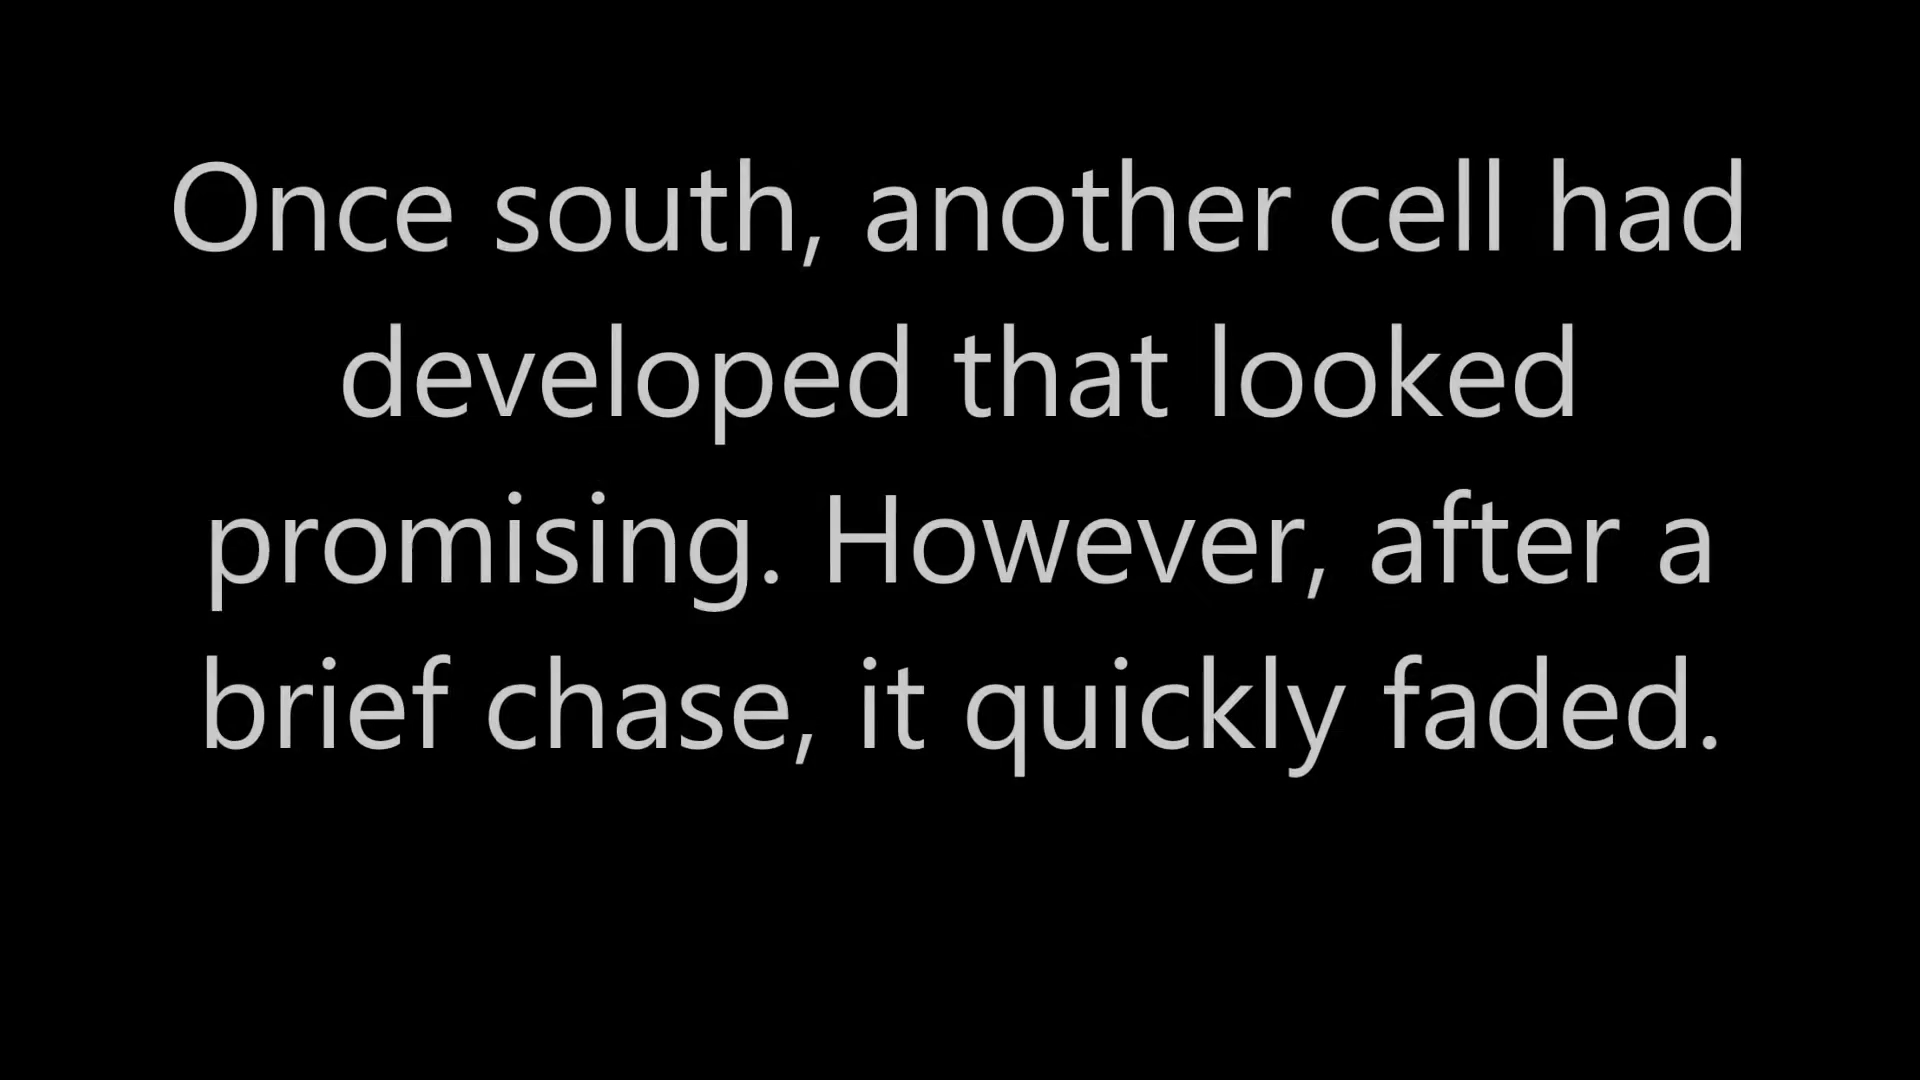 Once south, another cell had
developed that looked
promising. However, after a
brief chase, it quickly faded.